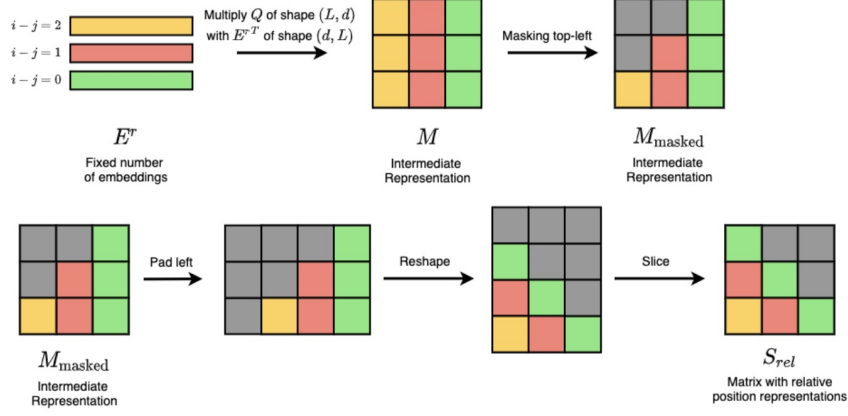 i − j = 2
i − j = 1
i − j = 0
Multiply Q of shape (L, d)
with E^{rT} of shape (d, L)
Masking top-left
E^r
Fixed number
of embeddings
M
Intermediate
Representation
M_masked
Intermediate
Representation
Pad left
Reshape
Slice
M_masked
Intermediate
Representation
S_rel
Matrix with relative
position representations